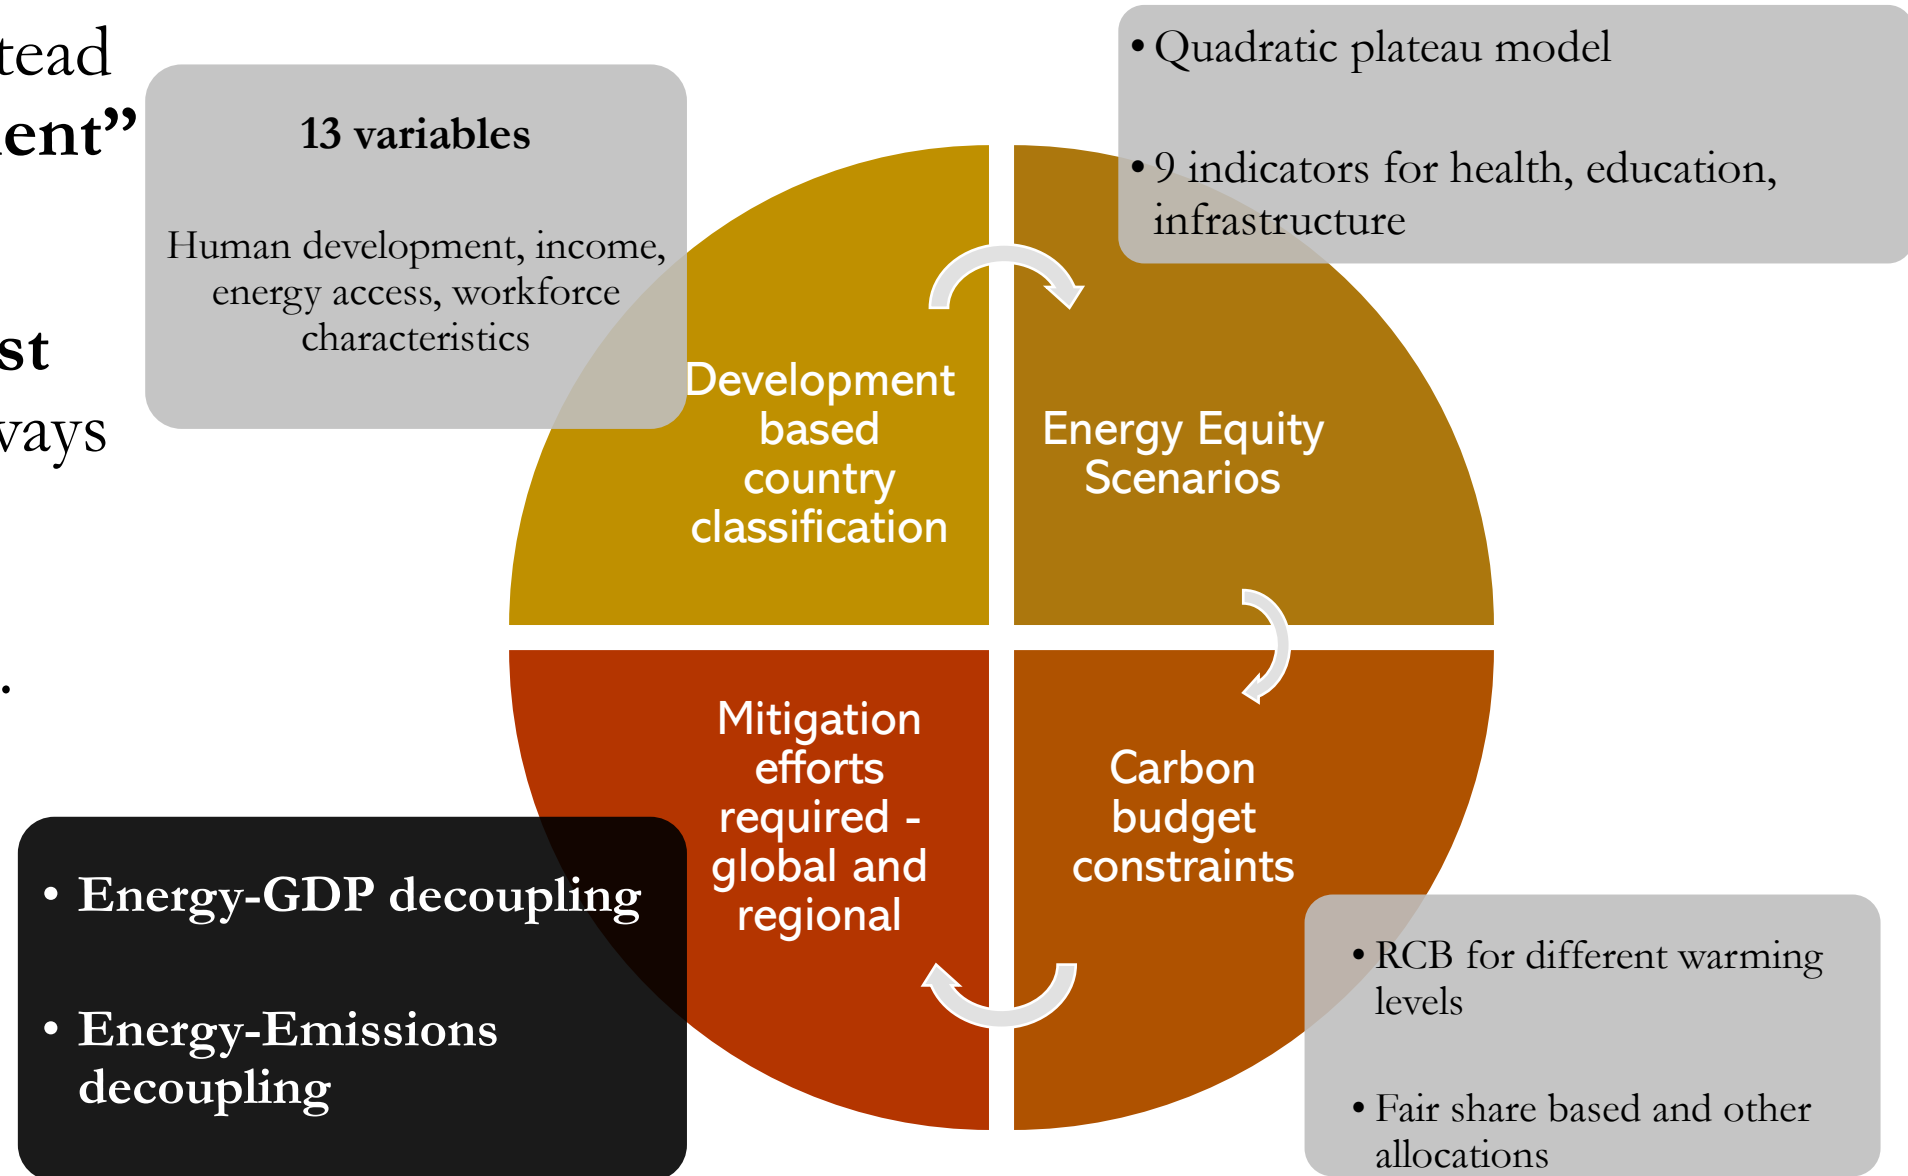 tead
ent”
st
ways
.
13 variables
Human development, income,
energy access, workforce
characteristics
• Quadratic plateau model
• 9 indicators for health, education,
infrastructure
Development
based
country
classification
Energy Equity
Scenarios
Mitigation
efforts
required -
global and
regional
Carbon
budget
constraints
• Energy-GDP decoupling
• Energy-Emissions
decoupling
• RCB for different warming
levels
• Fair share based and other
allocations